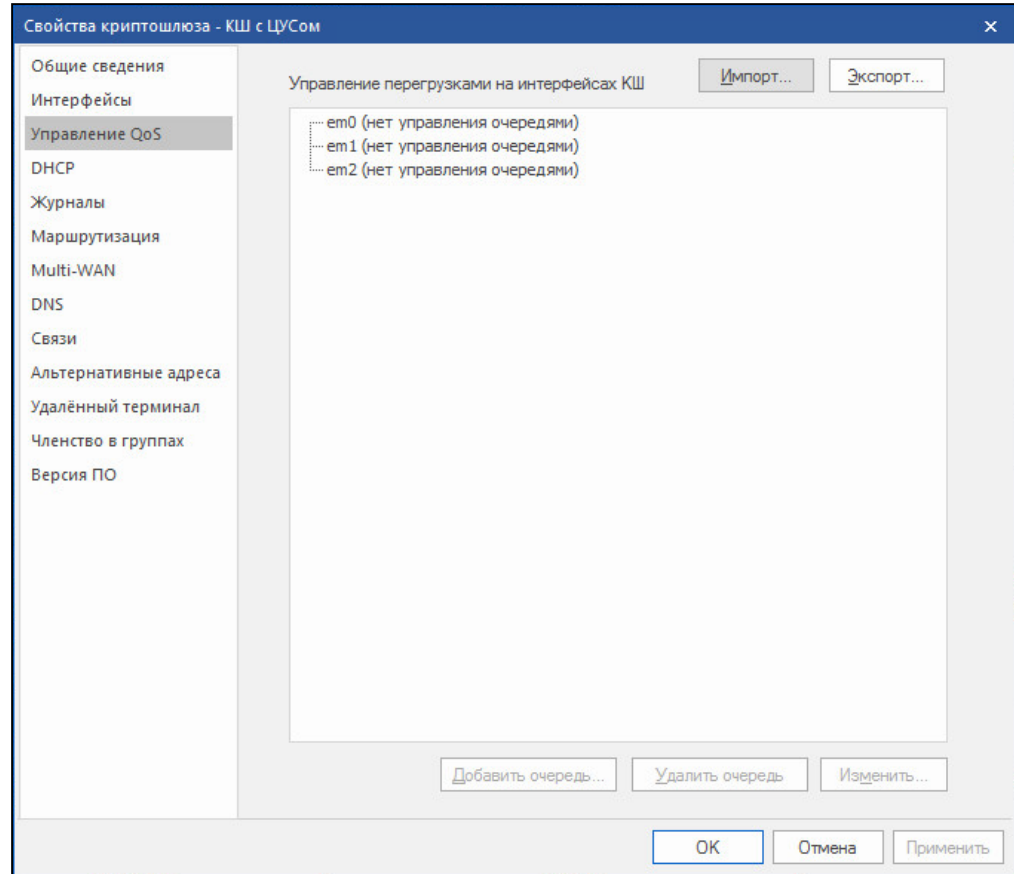 Свойства криптошлюза - КШ с ЦУСом
Общие сведения
Интерфейсы
Управление QoS
DHCP
Журналы
Маршрутизация
Multi-WAN
DNS
Связи
Альтернативные адреса
Удалённый терминал
Членство в группах
Версия ПО
Управление перегрузками на интерфейсах КШ
Импорт...
Экспорт...
em0 (нет управления очередями)
em1 (нет управления очередями)
em2 (нет управления очередями)
Добавить очередь...
Удалить очередь
Изменить...
OK
Отмена
Применить